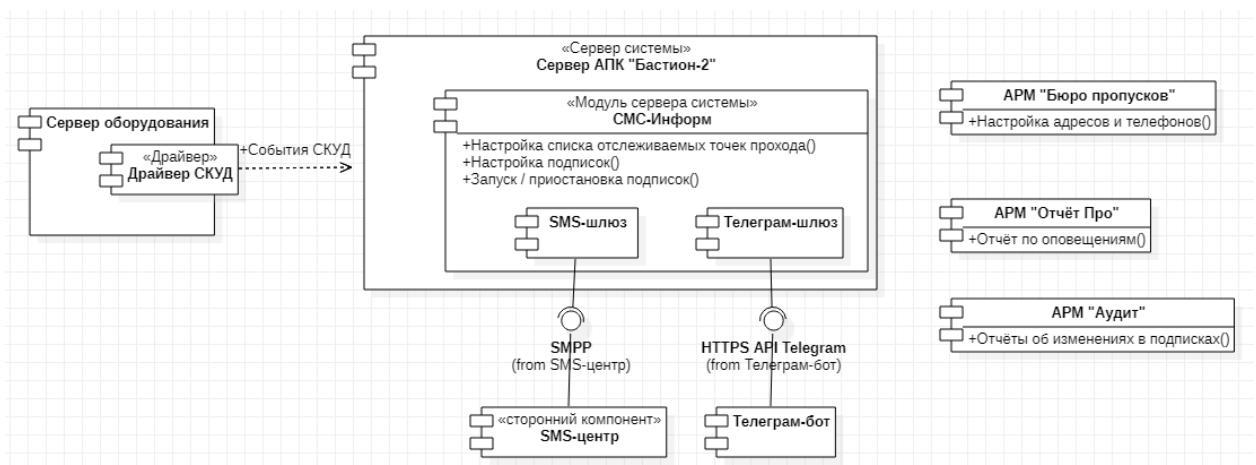 «Сервер системы»
Сервер АПК "Бастион-2"
«Модуль сервера системы»
СМС-Информ
+Настройка списка отслеживаемых точек прохода()
+Настройка подписок()
+Запуск / приостановка подписок()
SMS-шлюз
Телеграм-шлюз
Сервер оборудования
«Драйвер»
Драйвер СКУД
+События СКУД
SMPP
(from SMS-центр)
HTTPS API Telegram
(from Телеграм-бот)
«сторонний компонент»
SMS-центр
Телеграм-бот
АРМ "Бюро пропусков"
+Настройка адресов и телефонов()
АРМ "Отчёт Про"
+Отчёт по оповещениям()
АРМ "Аудит"
+Отчёты об изменениях в подписках()